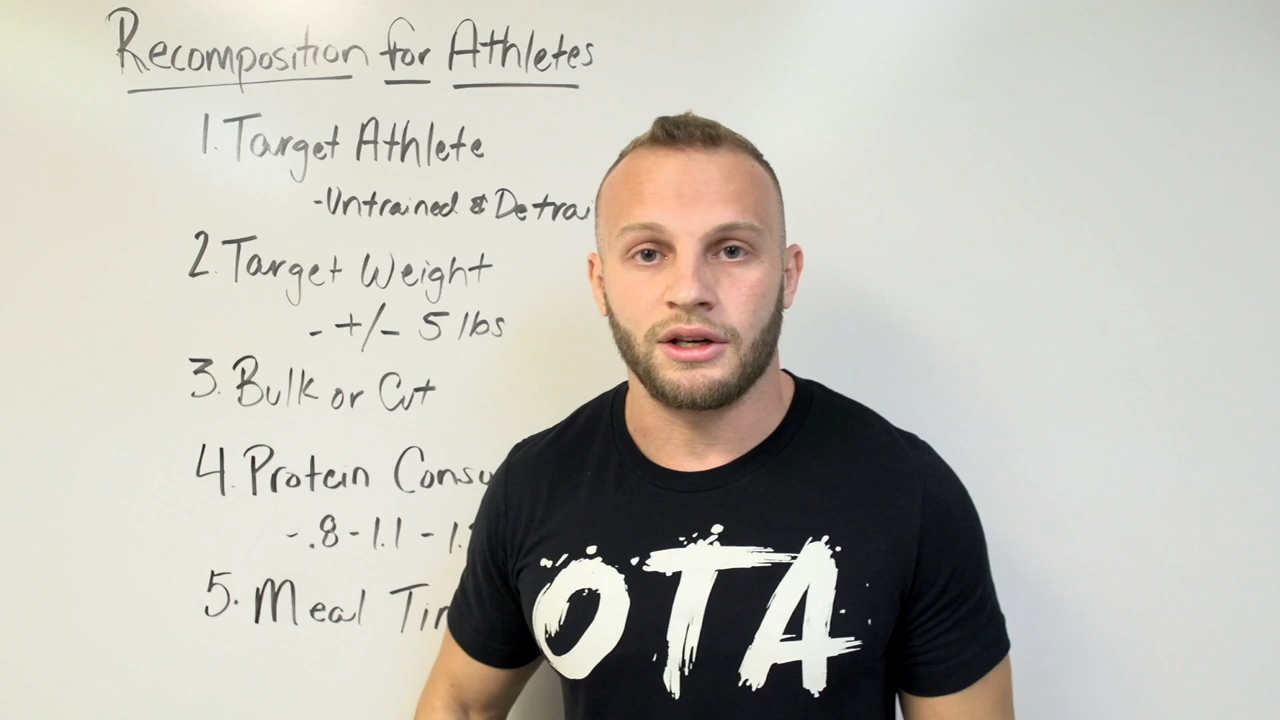 Recomposition for Athletes
1. Target Athlete
- Untrained & Detrai
2. Target Weight
- +/- 5 lbs
3. Bulk or Cut
4. Protein Consu
- .8 - 1.1 - 1.
5. Meal Tim
OTA